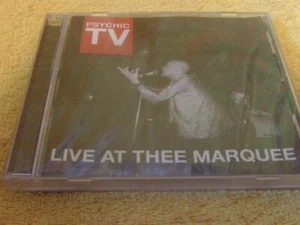 PSYCHIC
TV
LIVE AT THEE MARQUEE